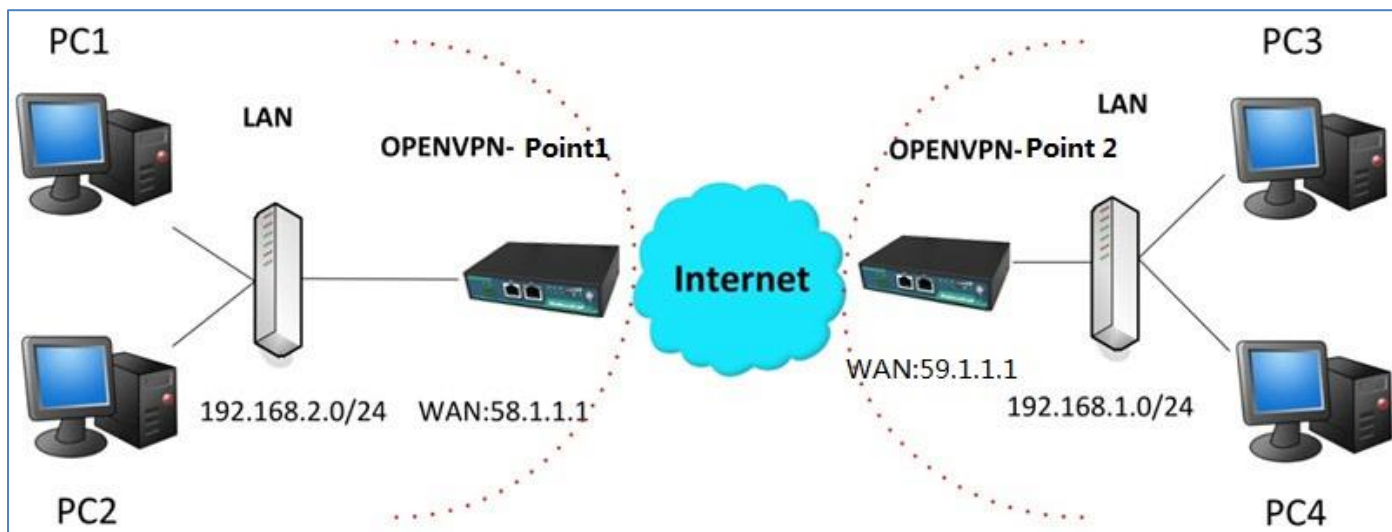 PC1
LAN
OPENVPN- Point1
192.168.2.0/24
WAN:58.1.1.1
PC2
Internet
PC3
LAN
OPENVPN-Point 2
WAN:59.1.1.1
192.168.1.0/24
PC4